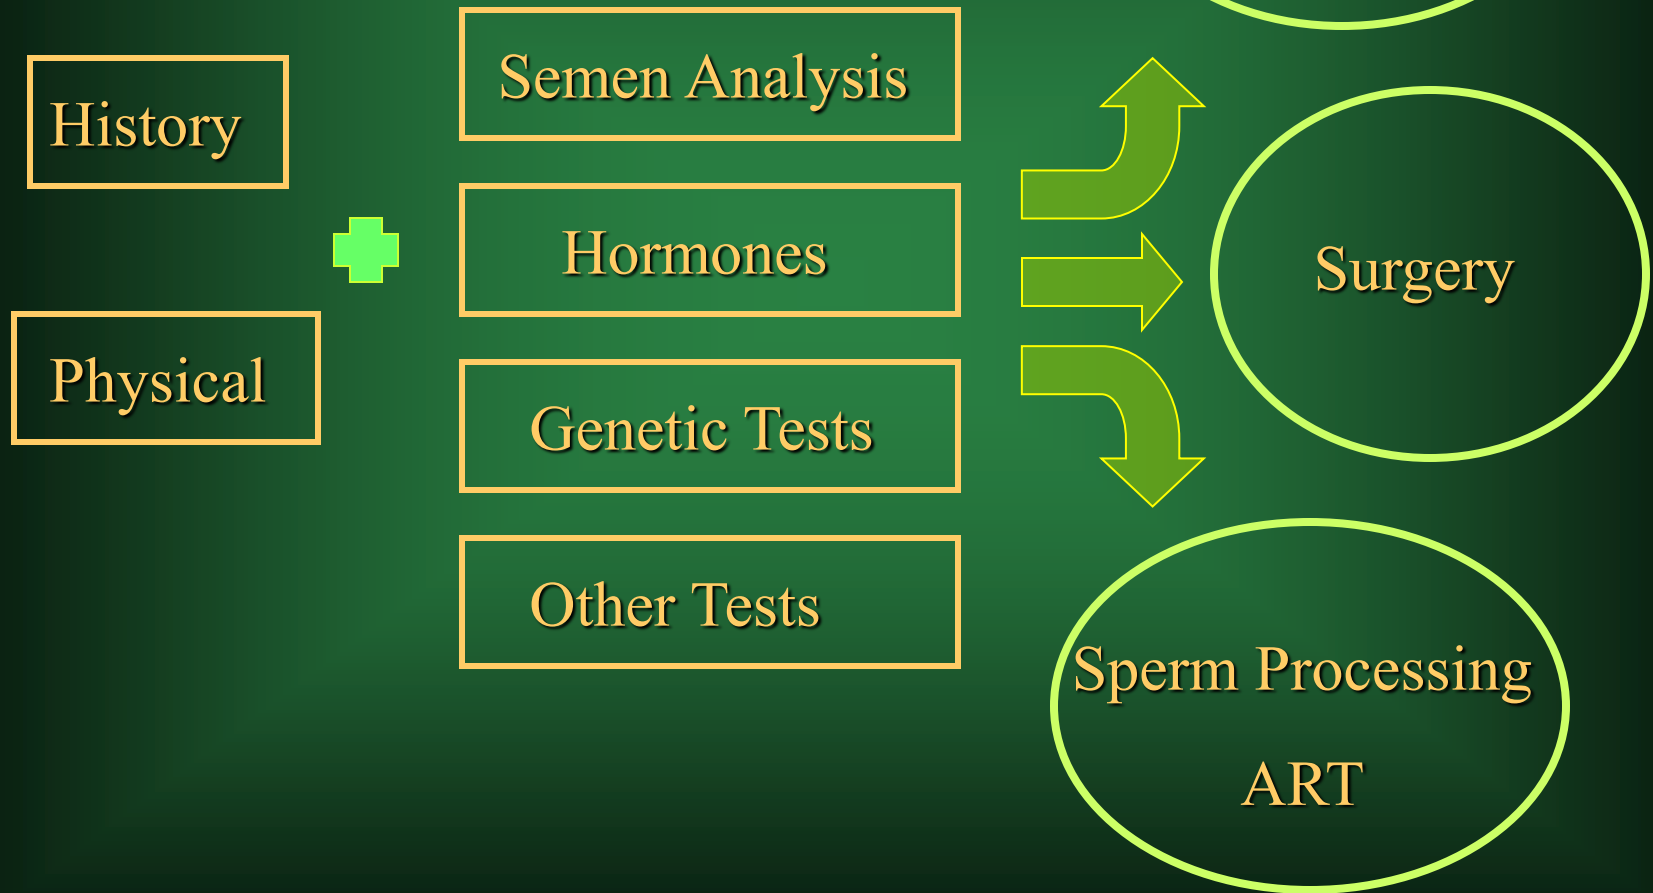 History
Physical
Semen Analysis
Hormones
Genetic Tests
Other Tests
Surgery
Sperm Processing
ART